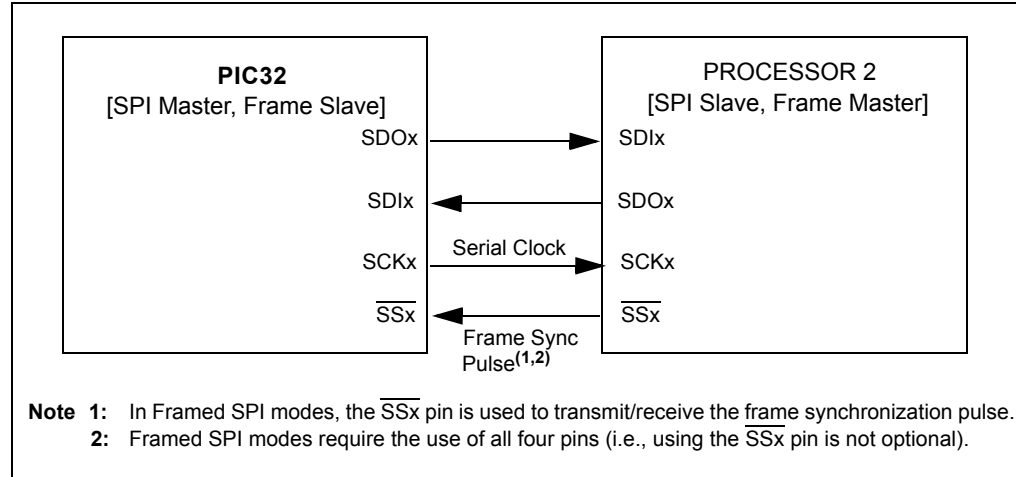 PIC32
[SPI Master, Frame Slave]
PROCESSOR 2
[SPI Slave, Frame Master]
SDOx
SDIx
SDIx
SDOx
SCKx
Serial Clock
SCKx
SSx
SSx
Frame Sync
Pulse(1,2)
Note 1: In Framed SPI modes, the SSx pin is used to transmit/receive the frame synchronization pulse.
2: Framed SPI modes require the use of all four pins (i.e., using the SSx pin is not optional).